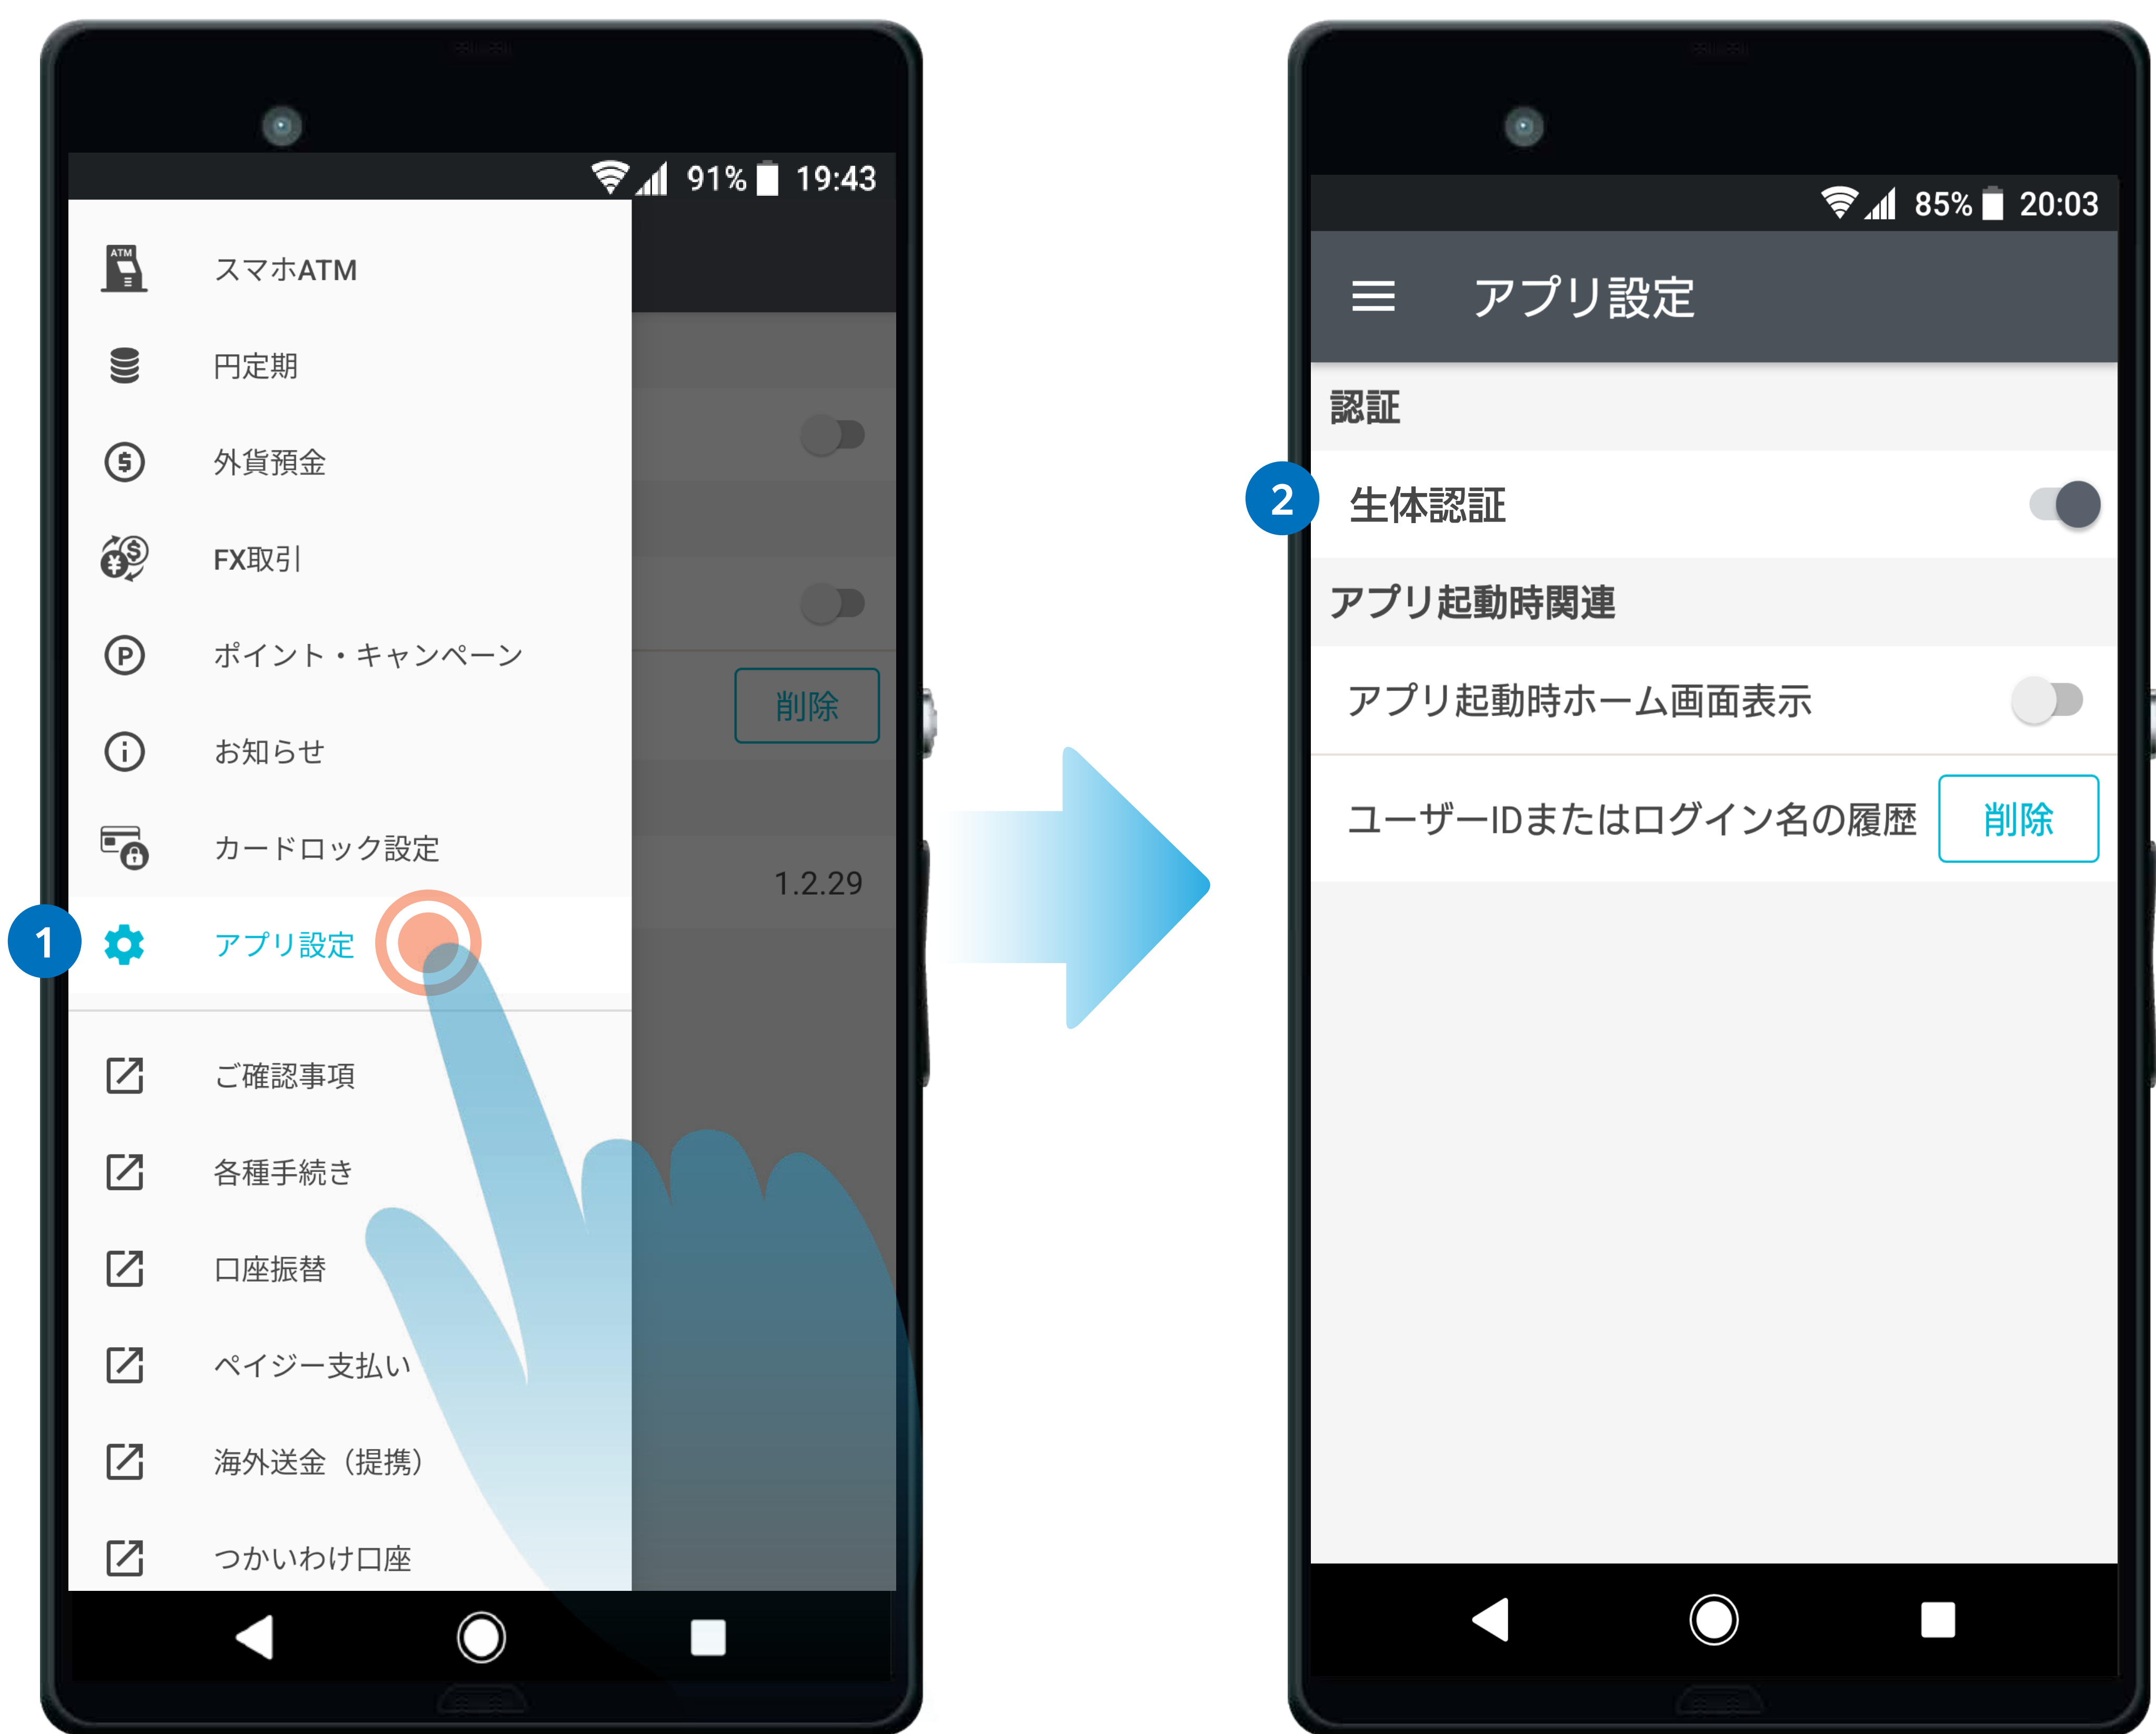 91% 19:43
ATM
スマホATM
円定期
外貨預金
FX取引
ポイント・キャンペーン
お知らせ
カードロック設定
1 アプリ設定
ご確認事項
各種手続き
口座振替
ペイジー支払い
海外送金（提携）
つかいわけ口座
削除
1.2.29
85% 20:03
アプリ設定
認証
2 生体認証
アプリ起動時関連
アプリ起動時ホーム画面表示
ユーザーIDまたはログイン名の履歴 削除